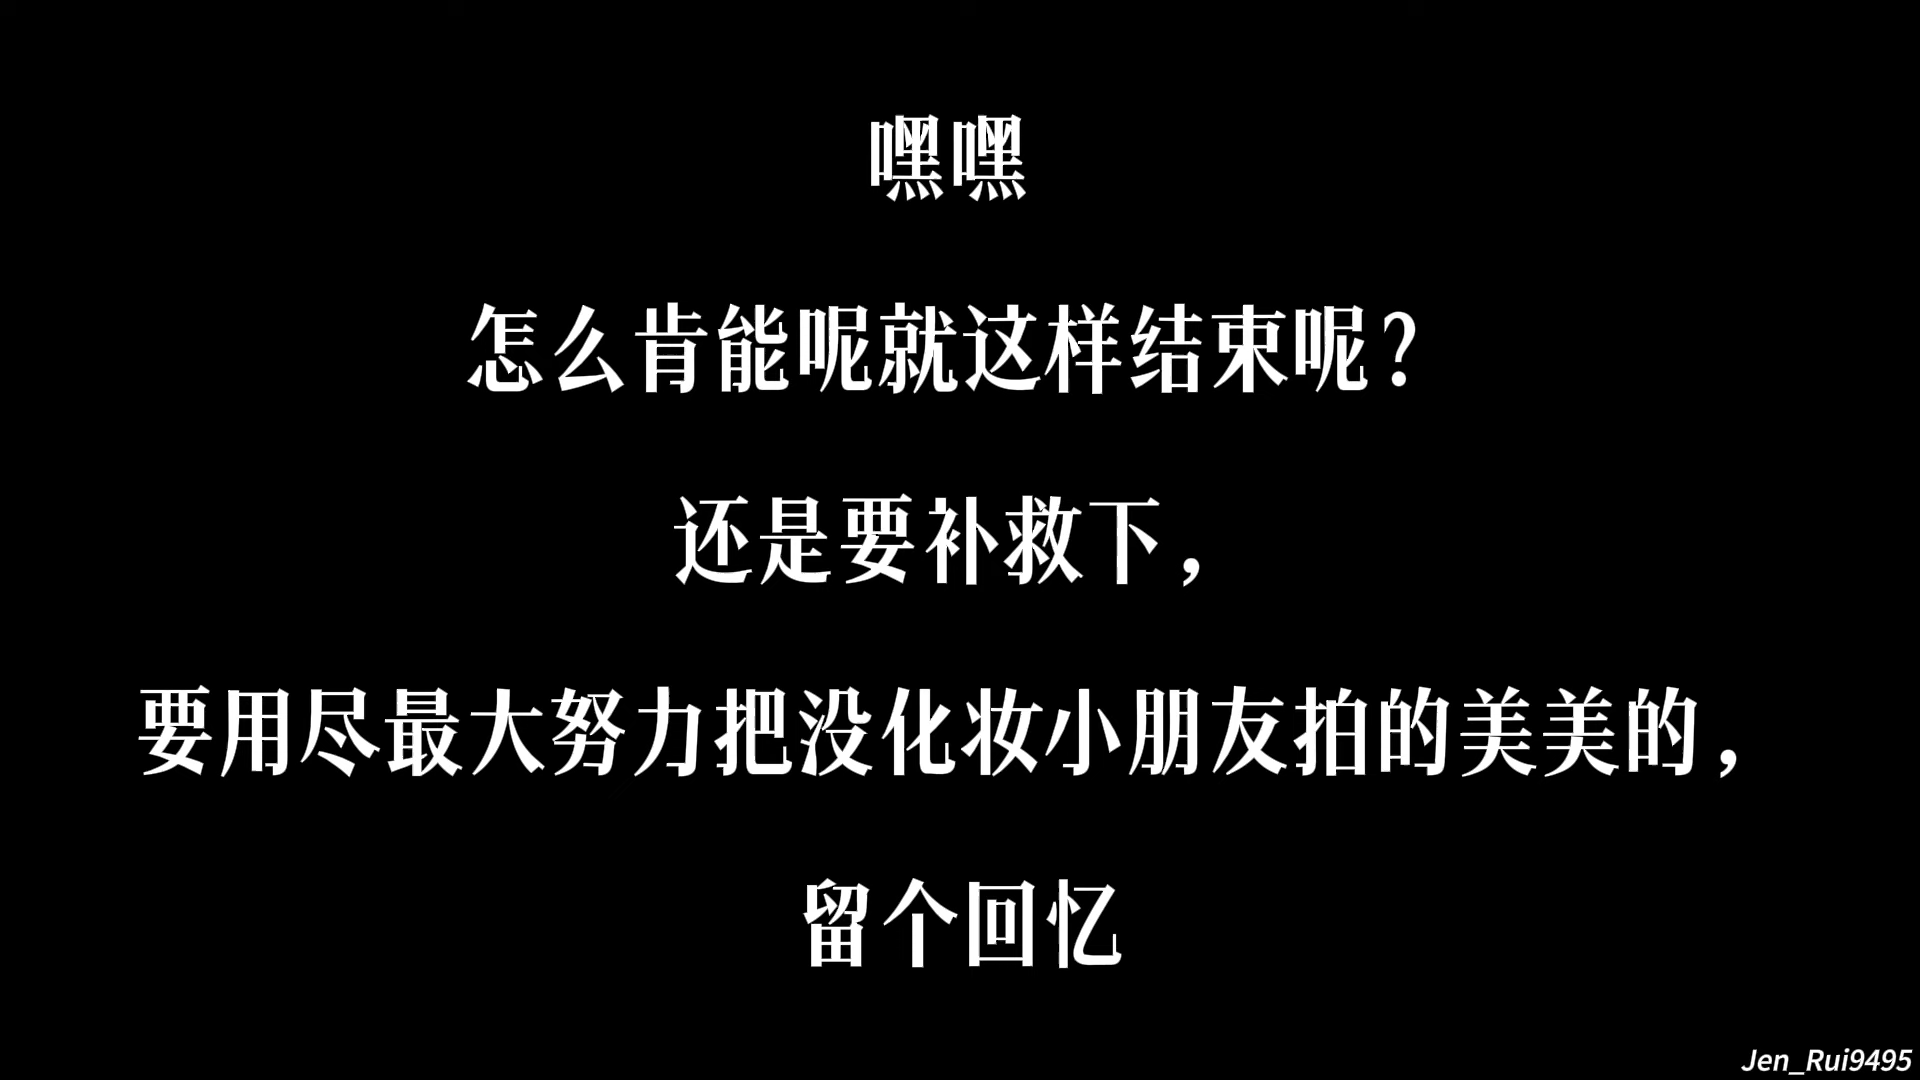 嘿嘿
怎么肯能呢就这样结束呢？
还是要补救下，
要用尽最大努力把没化妆小朋友拍的美美的，
留个回忆
Jen_Rui9495